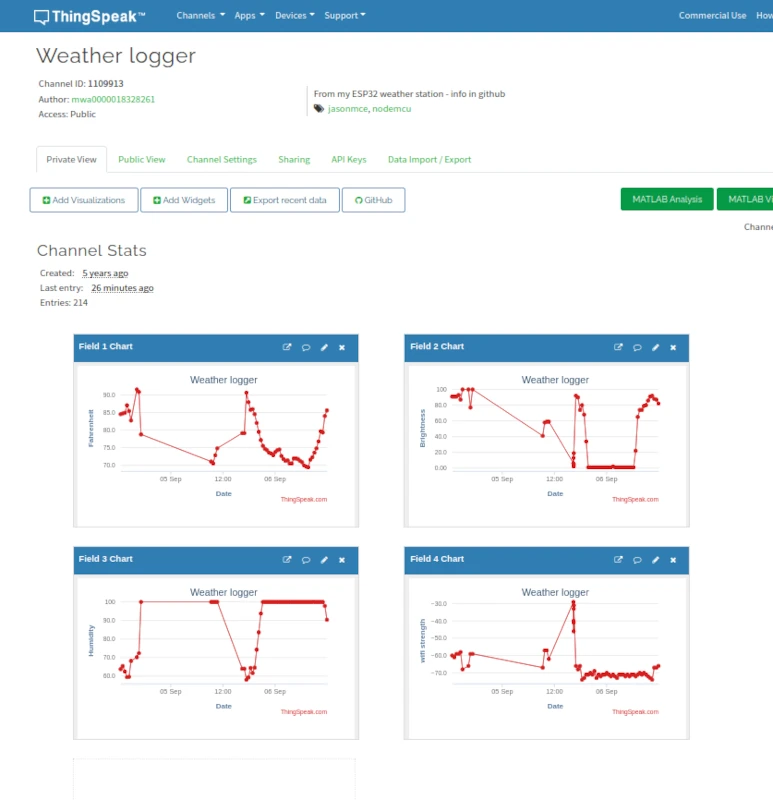 ThingSpeak™ Channels Apps Devices Support Commercial Use How
Weather logger
Channel ID: 1109913
Author: mwa0000018328261
Access: Public
From my ESP32 weather station - info in github
jasonmce, nodemcu
Private View Public View Channel Settings Sharing API Keys Data Import / Export
Add Visualizations Add Widgets Export recent data GitHub MATLAB Analysis MATLAB Vi
Channe
Channel Stats
Created: 5 years ago
Last entry: 26 minutes ago
Entries: 214
Field 1 Chart
Weather logger
Fahrenheit
90.0
85.0
80.0
75.0
70.0
05 Sep 12:00 06 Sep
Date
ThingSpeak.com
Field 2 Chart
Weather logger
Brightness
100
80.0
60.0
40.0
20.0
0.00
05 Sep 12:00 06 Sep
Date
ThingSpeak.com
Field 3 Chart
Weather logger
Humidity
100
90.0
80.0
70.0
60.0
05 Sep 12:00 06 Sep
Date
ThingSpeak.com
Field 4 Chart
Weather logger
wifi strength
-30.0
-40.0
-50.0
-60.0
-70.0
05 Sep 12:00 06 Sep
Date
ThingSpeak.com